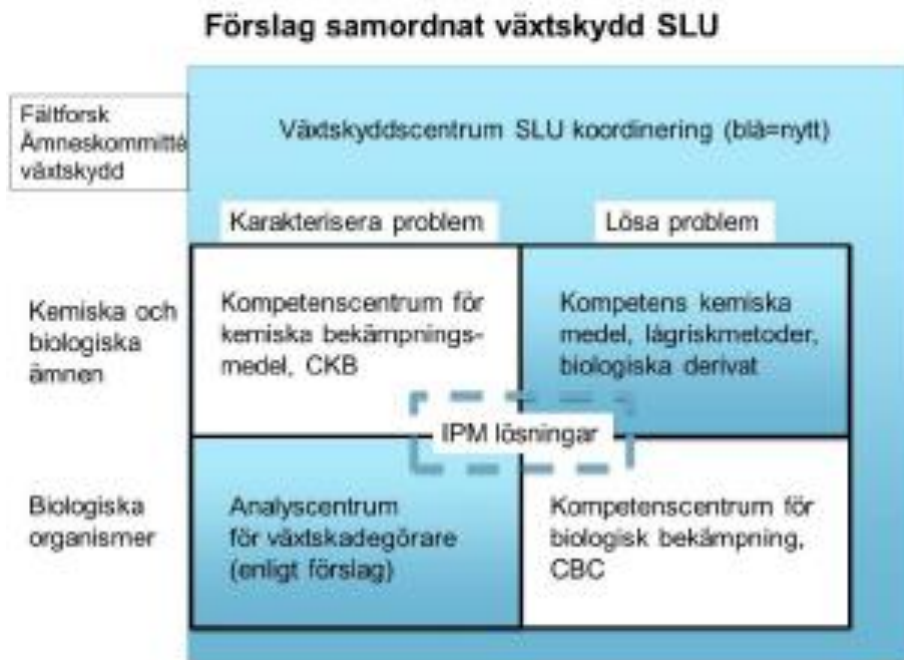 Förslag samordnat växtskydd SLU
Fältforsk
Ämneskommitté
växtskydd
Växtskyddscentrum SLU koordinering (blå=nytt)
Karakterisera problem
Lösa problem
Kemiska och
biologiska
ämnen
Kompetenscentrum för
kemiska bekämpnings-
medel, CKB
Kompetens kemiska
medel, lågriskmetoder,
biologiska derivat
IPM lösningar
Biologiska
organismer
Analyscentrum
för växtskadegörare
(enligt förslag)
Kompetenscentrum för
biologisk bekämpning,
CBC